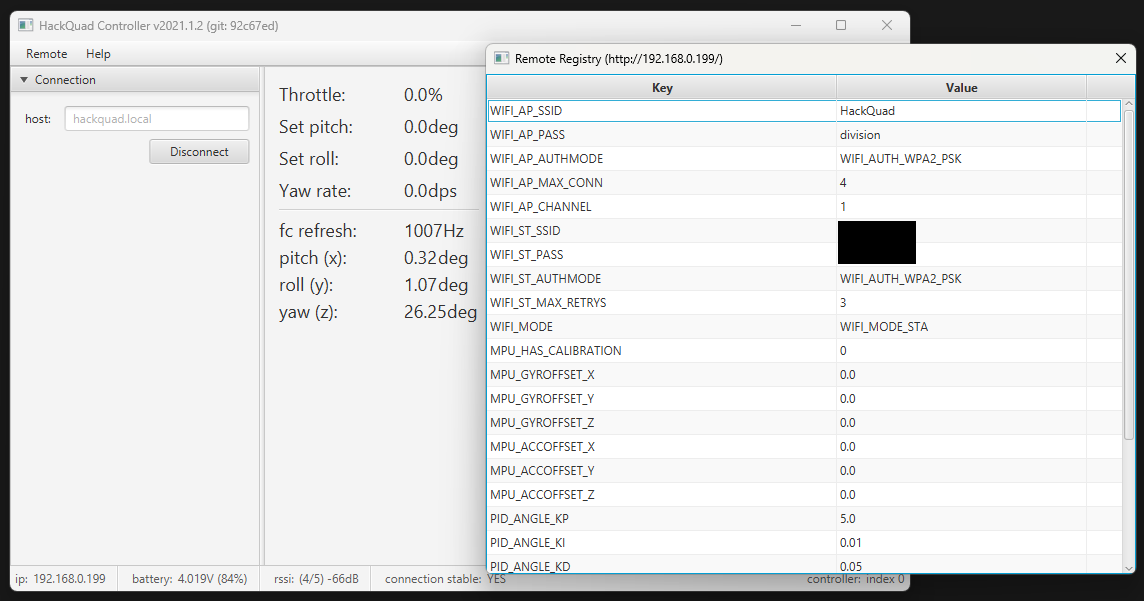 HackQuad Controller v2021.1.2 (git: 92c67ed)
Remote Help
Connection
host: hackquad.local
Disconnect
Throttle: 0.0%
Set pitch: 0.0deg
Set roll: 0.0deg
Yaw rate: 0.0dps
fc refresh: 1007Hz
pitch (x): 0.32deg
roll (y): 1.07deg
yaw (z): 26.25deg
Remote Registry (http://192.168.0.199/)
Key Value
WIFI_AP_SSID HackQuad
WIFI_AP_PASS division
WIFI_AP_AUTHMODE WIFI_AUTH_WPA2_PSK
WIFI_AP_MAX_CONN 4
WIFI_AP_CHANNEL 1
WIFI_ST_SSID
WIFI_ST_PASS
WIFI_ST_AUTHMODE WIFI_AUTH_WPA2_PSK
WIFI_ST_MAX_RETRYS 3
WIFI_MODE WIFI_MODE_STA
MPU_HAS_CALIBRATION 0
MPU_GYROFFSET_X 0.0
MPU_GYROFFSET_Y 0.0
MPU_GYROFFSET_Z 0.0
MPU_ACCOFFSET_X 0.0
MPU_ACCOFFSET_Y 0.0
MPU_ACCOFFSET_Z 0.0
PID_ANGLE_KP 5.0
PID_ANGLE_KI 0.01
PID_ANGLE_KD 0.05
ip: 192.168.0.199 battery: 4.019V (84%) rssi: (4/5) -66dB connection stable: YES controller: index 0